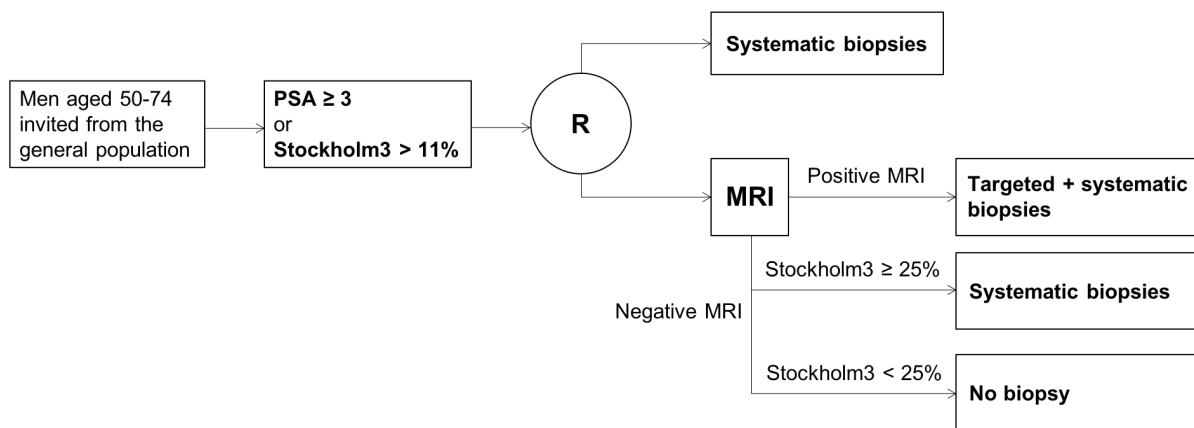 Men aged 50-74
invited from the
general population
PSA ≥ 3
or
Stockholm3 > 11%
R
Systematic biopsies
MRI
Positive MRI
Targeted + systematic
biopsies
Negative MRI
Stockholm3 ≥ 25%
Systematic biopsies
Stockholm3 < 25%
No biopsy